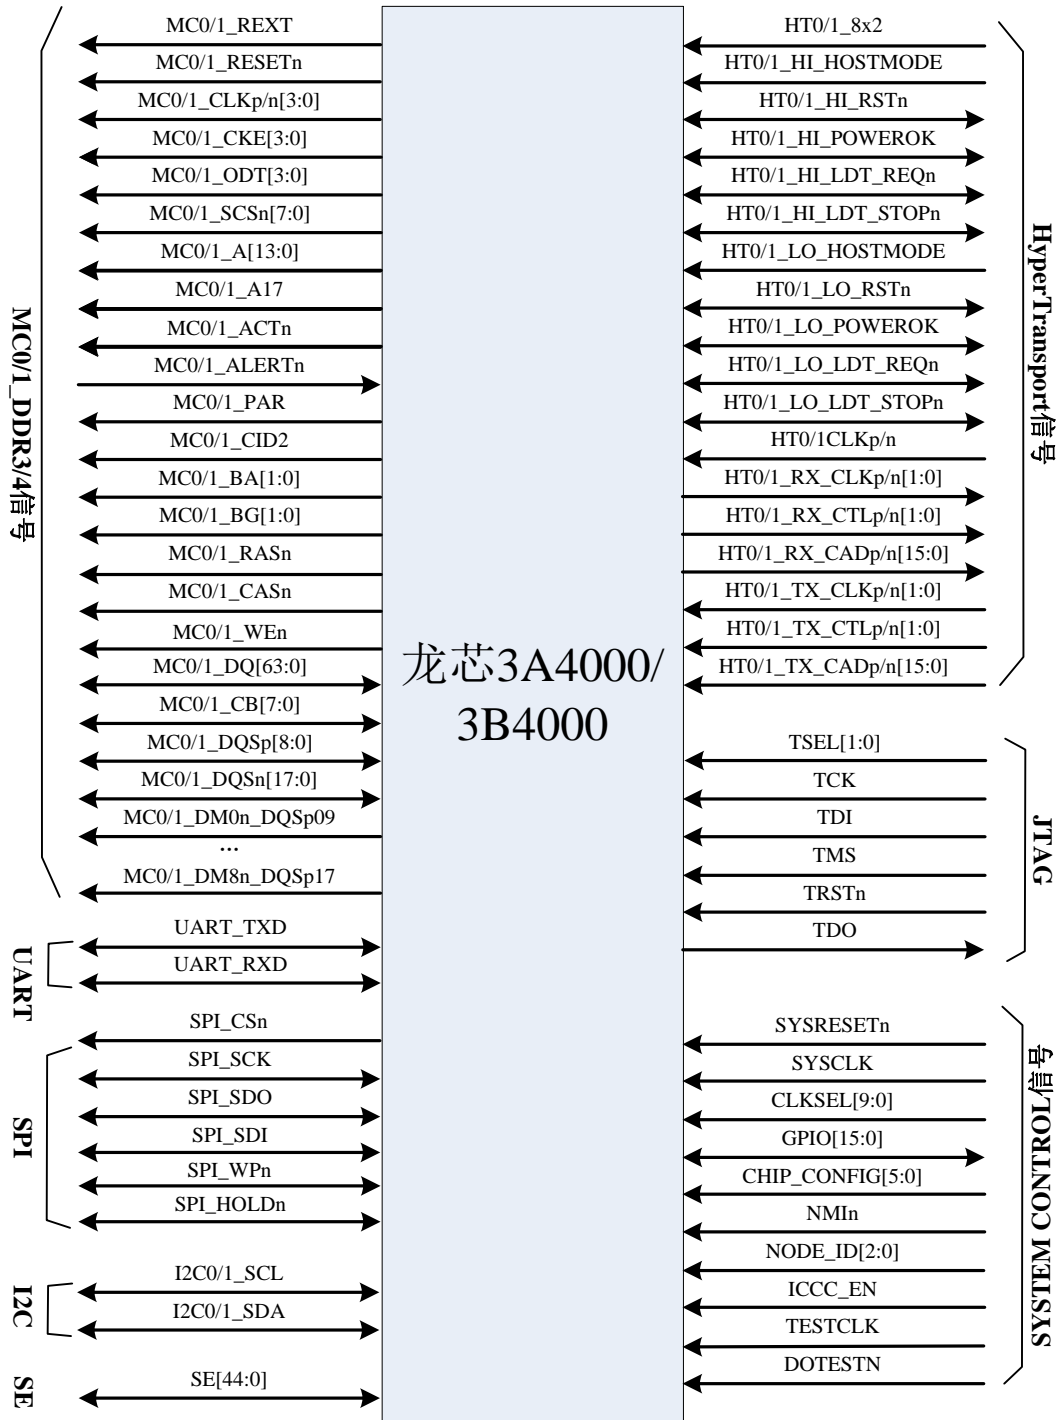 MC0/1_DDR3/4信号
MC0/1_REXT
MC0/1_RESETn
MC0/1_CLKp/n[3:0]
MC0/1_CKE[3:0]
MC0/1_ODT[3:0]
MC0/1_SCSn[7:0]
MC0/1_A[13:0]
MC0/1_A17
MC0/1_ACTn
MC0/1_ALERTn
MC0/1_PAR
MC0/1_CID2
MC0/1_BA[1:0]
MC0/1_BG[1:0]
MC0/1_RASn
MC0/1_CASn
MC0/1_WEn
MC0/1_DQ[63:0]
MC0/1_CB[7:0]
MC0/1_DQSp[8:0]
MC0/1_DQSn[17:0]
MC0/1_DM0n_DQSp09
...
MC0/1_DM8n_DQSp17
UART
UART_TXD
UART_RXD
SPI
SPI_CSn
SPI_SCK
SPI_SDO
SPI_SDI
SPI_WPn
SPI_HOLDn
I2C
I2C0/1_SCL
I2C0/1_SDA
SE
SE[44:0]
龙芯3A4000/
3B4000
HyperTransport信号
HT0/1_8x2
HT0/1_HI_HOSTMODE
HT0/1_HI_RSTn
HT0/1_HI_POWEROK
HT0/1_HI_LDT_REQn
HT0/1_HI_LDT_STOPn
HT0/1_LO_HOSTMODE
HT0/1_LO_RSTn
HT0/1_LO_POWEROK
HT0/1_LO_LDT_REQn
HT0/1_LO_LDT_STOPn
HT0/1CLKp/n
HT0/1_RX_CLKp/n[1:0]
HT0/1_RX_CTLp/n[1:0]
HT0/1_RX_CADp/n[15:0]
HT0/1_TX_CLKp/n[1:0]
HT0/1_TX_CTLp/n[1:0]
HT0/1_TX_CADp/n[15:0]
JTAG
TSEL[1:0]
TCK
TDI
TMS
TRSTn
TDO
SYSITEM CCONTRIOL信号
SYSRESETn
SYSCLK
CLKSEL[9:0]
GPIO[15:0]
CHIP_CONFIG[5:0]
NMIn
NODE_ID[2:0]
ICCC_EN
TESTCLK
DOTESTN